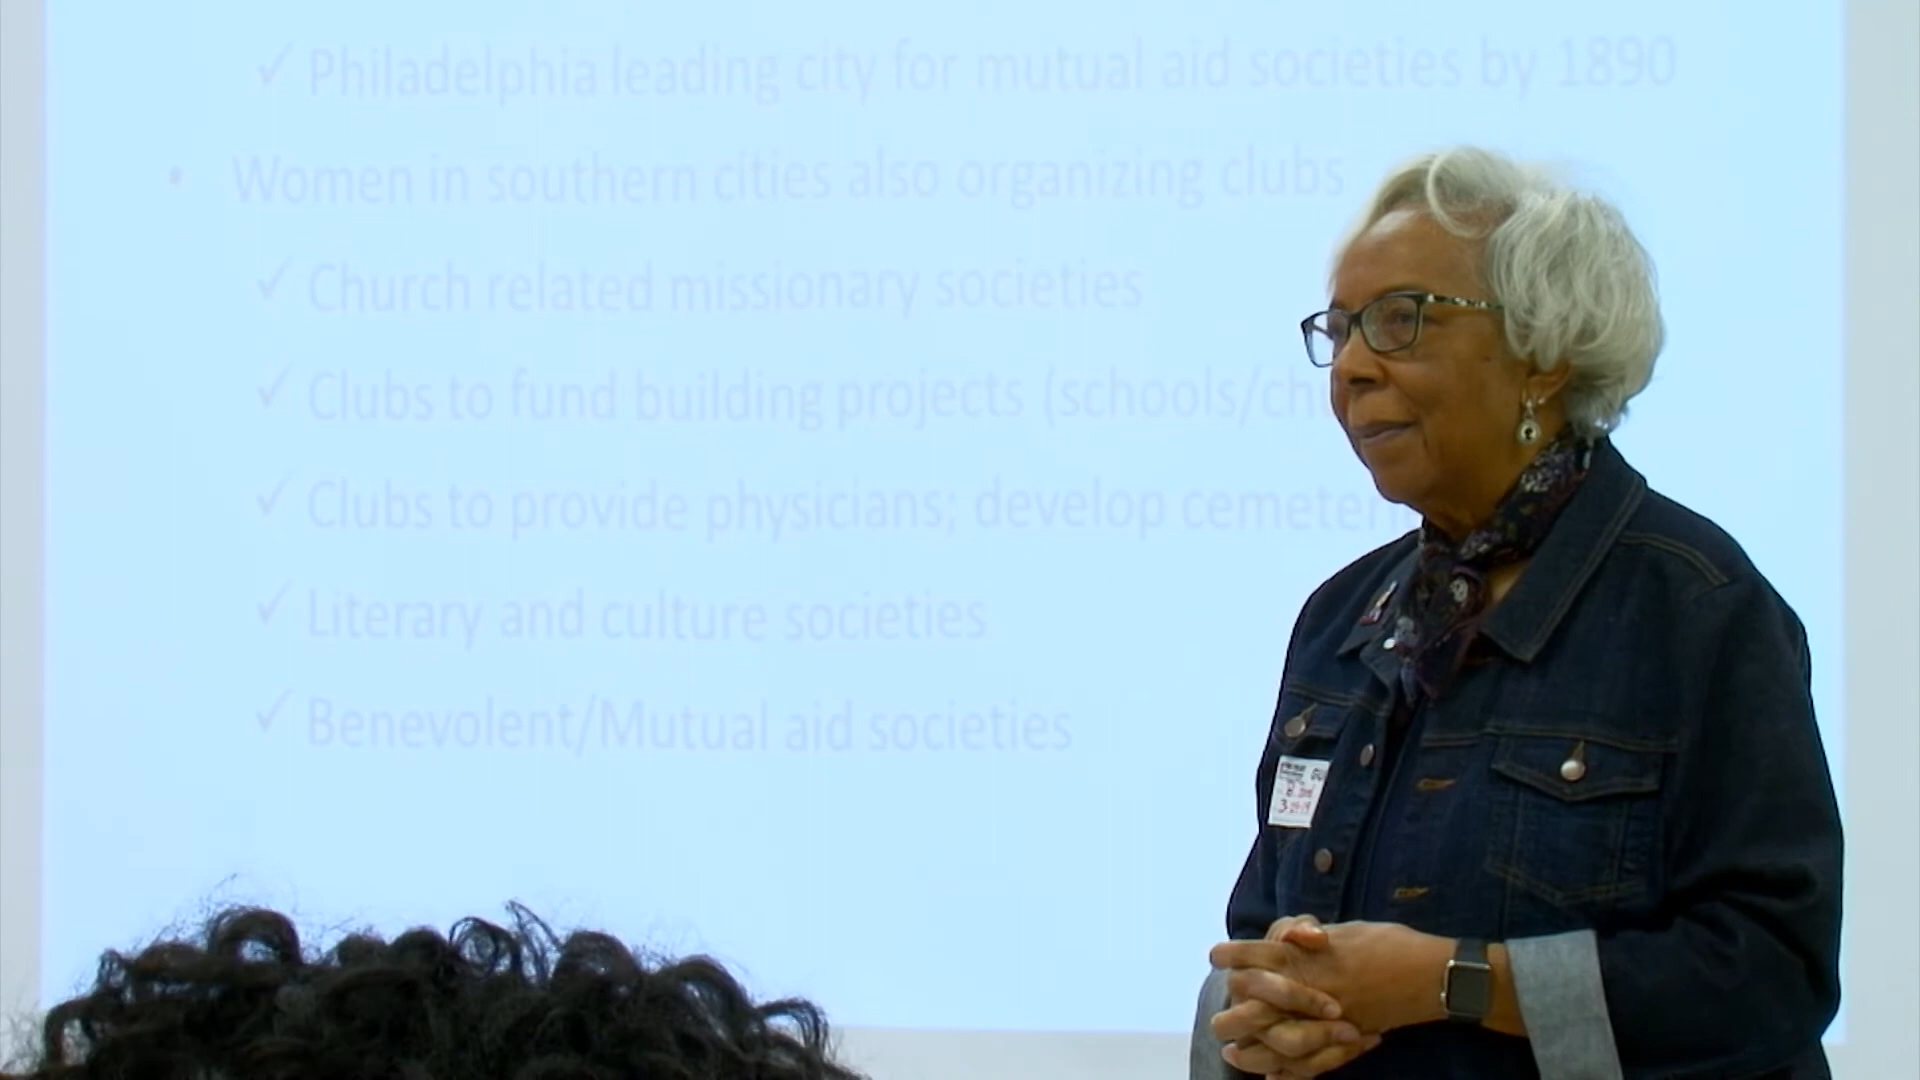 ✓ Philadelphia leading city for mutual aid societies by 1890
• Women in southern cities also organizing clubs
✓ Church related missionary societies
✓ Clubs to fund building projects (schools/ch
✓ Clubs to provide physicians; develop
✓ Literary and culture societies
✓ Benevolent/Mutual aid societies